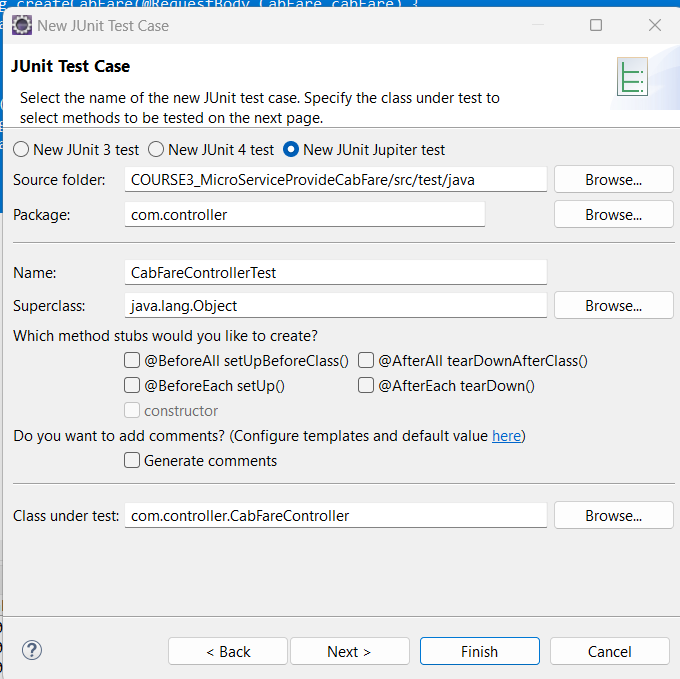 createCabFare(@RequestBody CabFare cabFare) {
New JUnit Test Case
JUnit Test Case
Select the name of the new JUnit test case. Specify the class under test to
select methods to be tested on the next page.
New JUnit 3 test New JUnit 4 test New JUnit Jupiter test
Source folder: COURSE3_MicroServiceProvideCabFare/src/test/java Browse...
Package: com.controller Browse...
Name: CabFareControllerTest
Superclass: java.lang.Object Browse...
Which method stubs would you like to create?
@BeforeAll setUpBeforeClass() @AfterAll tearDownAfterClass()
@BeforeEach setUp() @AfterEach tearDown()
constructor
Do you want to add comments? (Configure templates and default value here)
Generate comments
Class under test: com.controller.CabFareController Browse...
? < Back Next > Finish Cancel